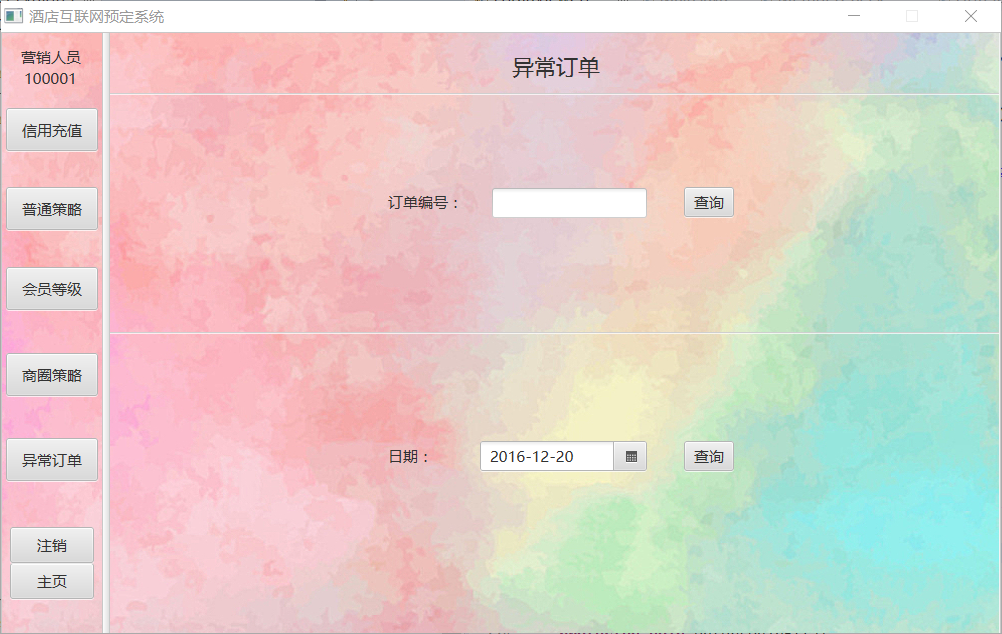 酒店互联网预定系统
营销人员
100001
信用充值
普通策略
会员等级
商圈策略
异常订单
注销
主页
异常订单
订单编号：
查询
日期：
2016-12-20
查询